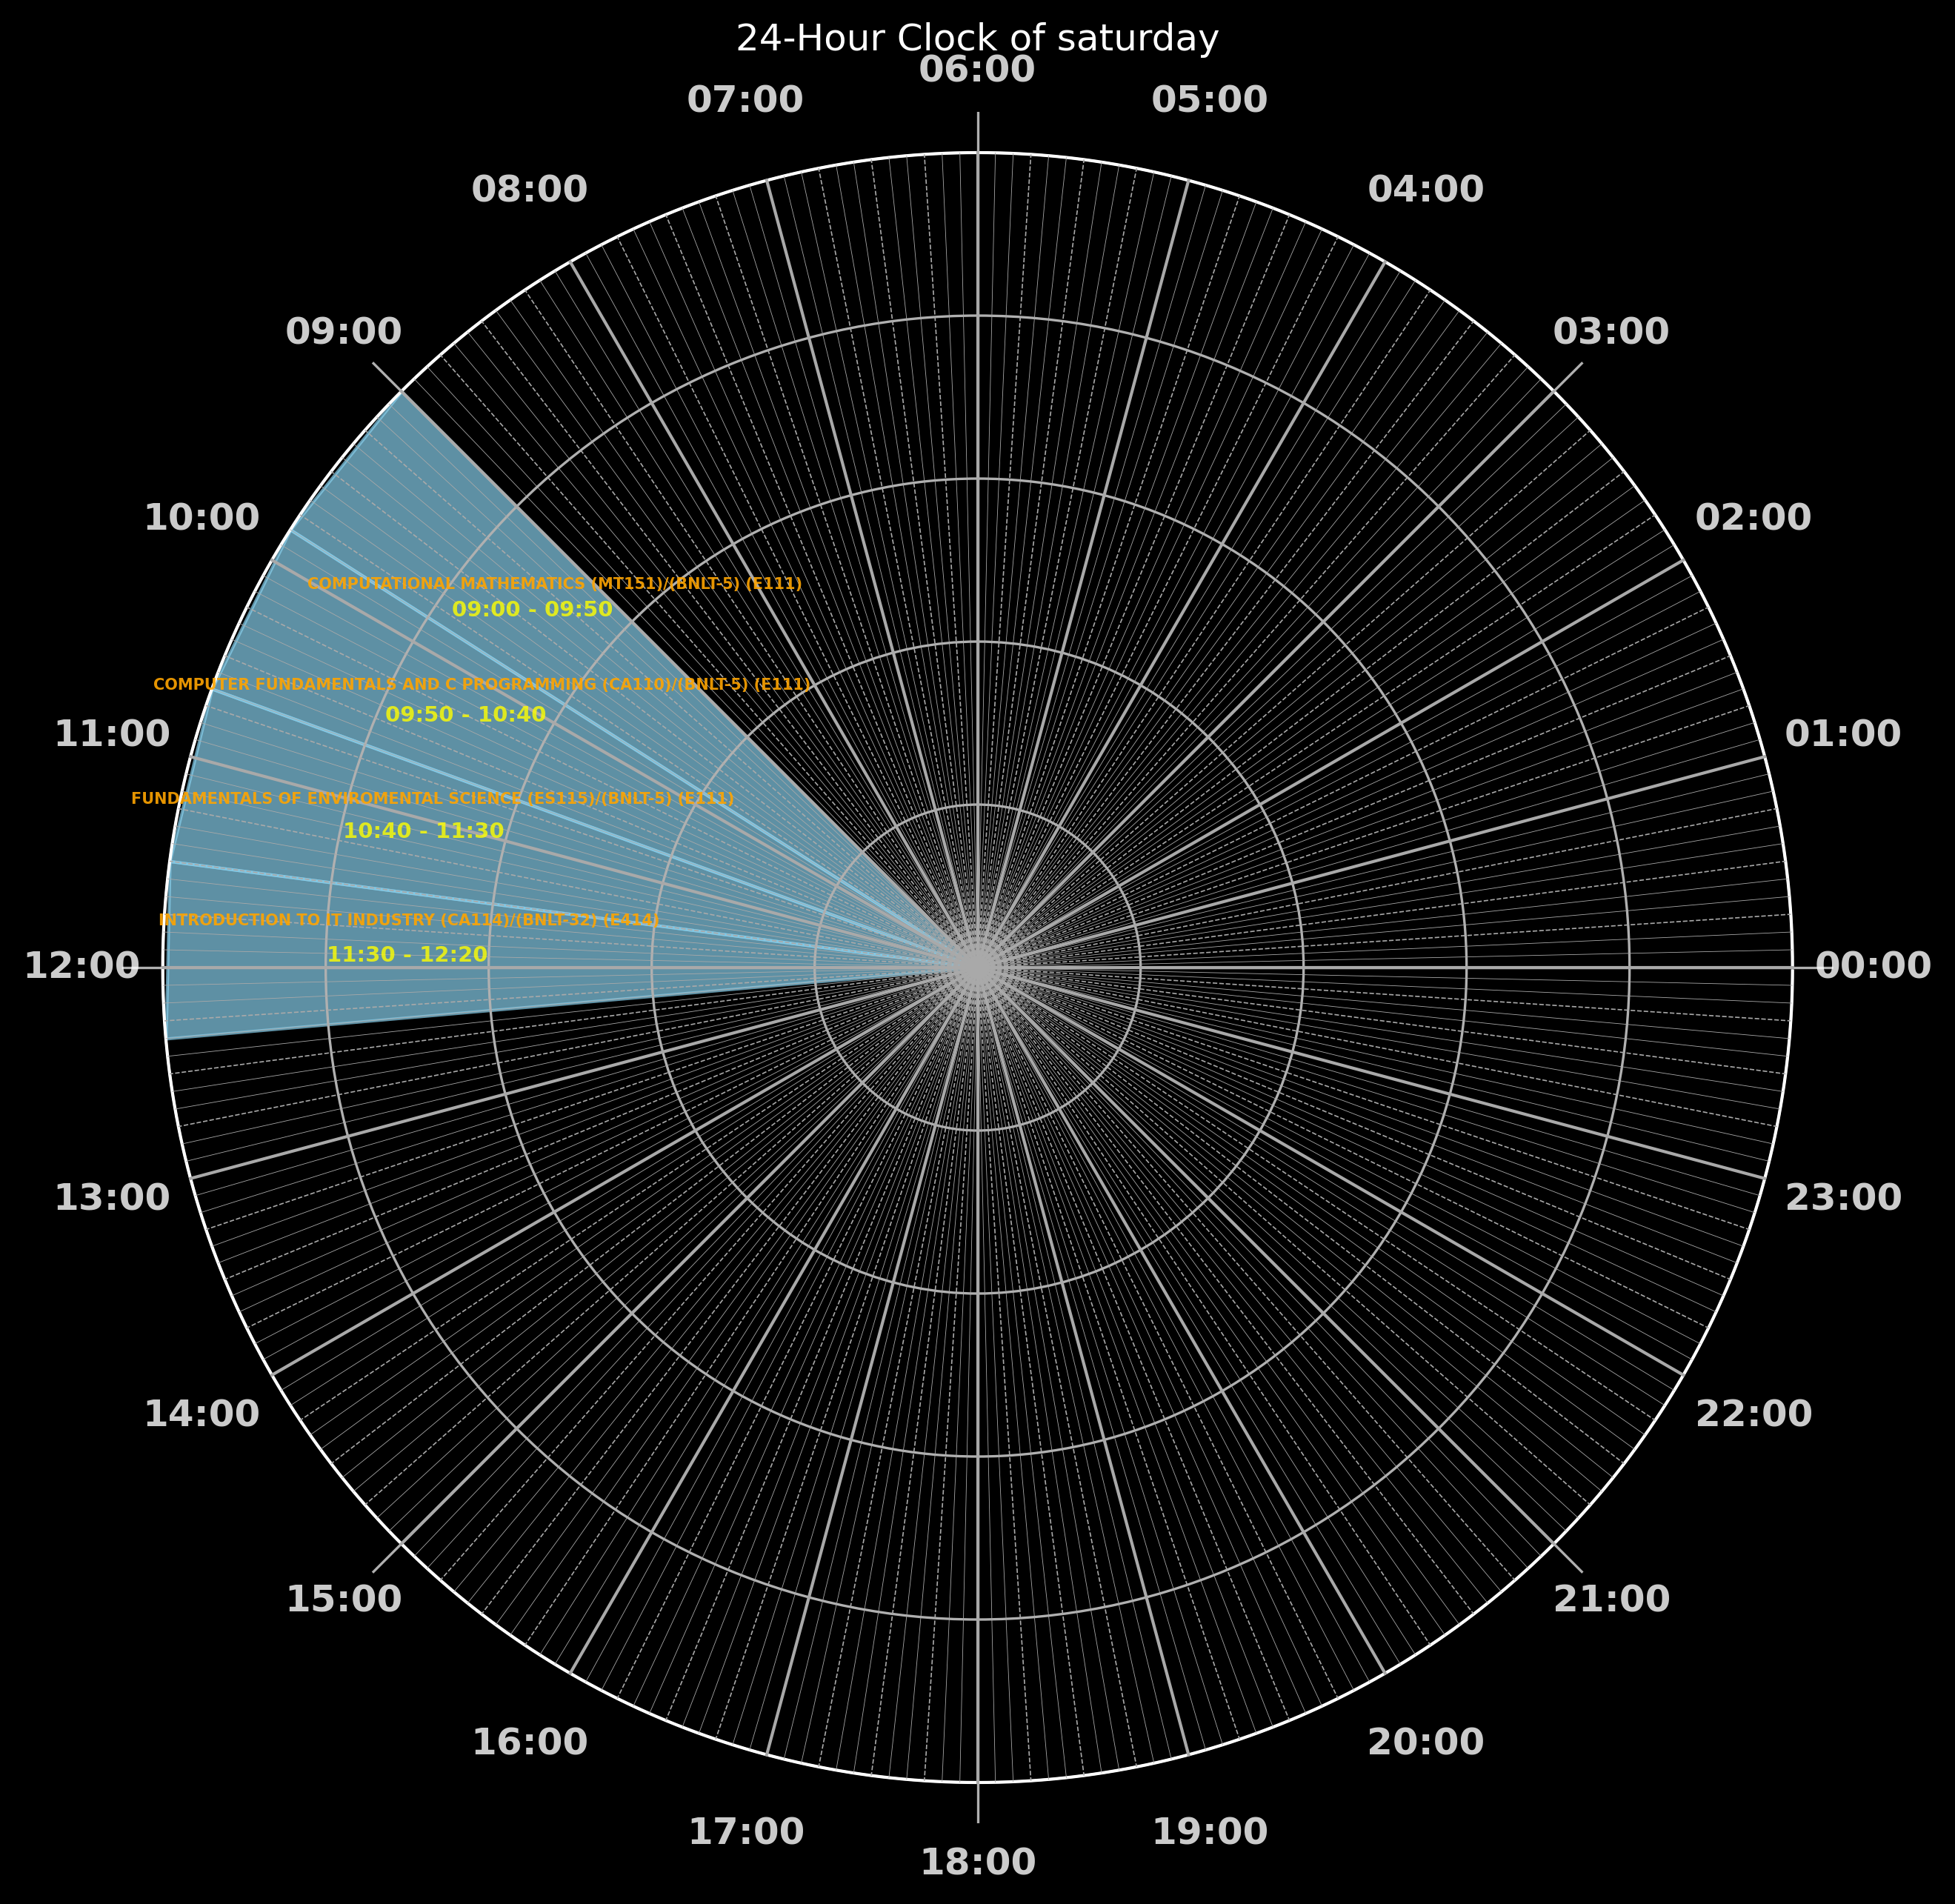 24-Hour Clock of saturday
06:00
07:00
05:00
08:00
04:00
09:00
03:00
10:00
02:00
COMPUTATIONAL MATHEMATICS (MT151)/(BNLT-5) (E111)
09:00 - 09:50
COMPUTER FUNDAMENTALS AND C PROGRAMMING (CA110)/(BNLT-5) (E111)
09:50 - 10:40
11:00
01:00
FUNDAMENTALS OF ENVIROMENTAL SCIENCE (ES115)/(BNLT-5) (E111)
10:40 - 11:30
INTRODUCTION TO IT INDUSTRY (CA114)/(BNLT-32) (E414)
11:30 - 12:20
12:00
00:00
13:00
23:00
14:00
22:00
15:00
21:00
16:00
20:00
17:00
19:00
18:00